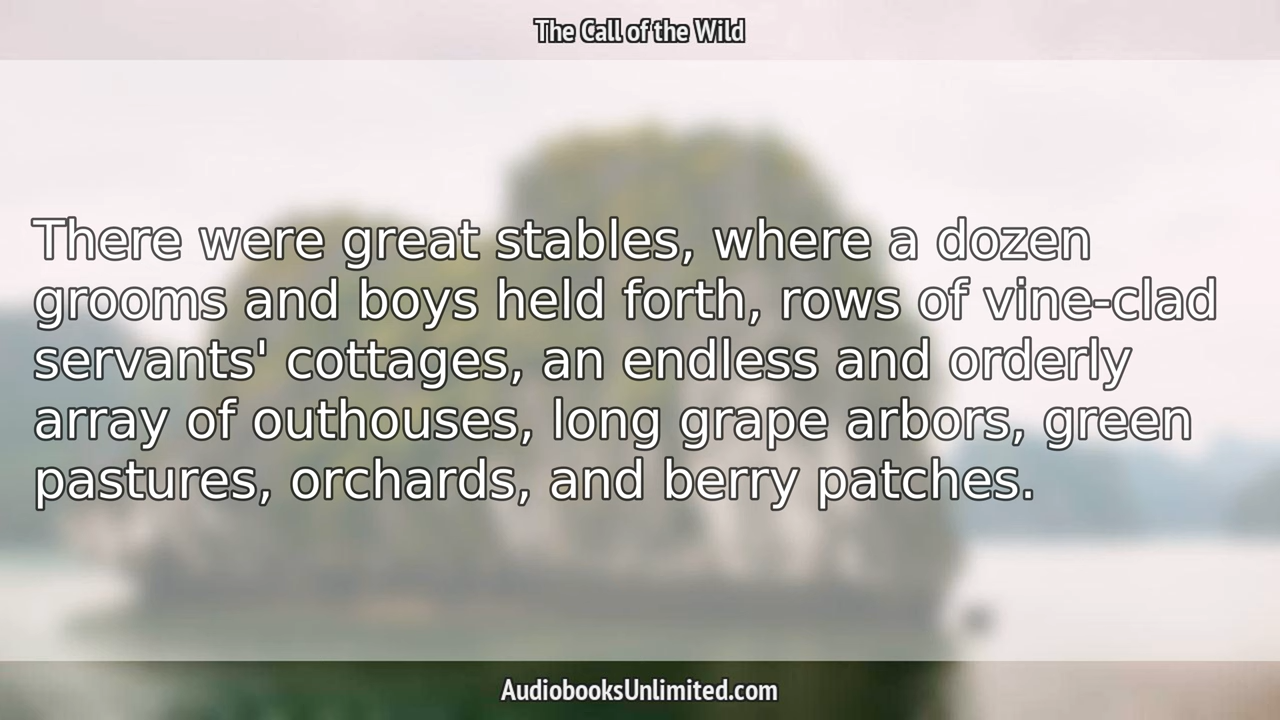 The Call of the Wild
There were great stables, where a dozen
grooms and boys held forth, rows of vine-clad
servants' cottages, an endless and orderly
array of outhouses, long grape arbors, green
pastures, orchards, and berry patches.
AudiobooksUnlimited.com